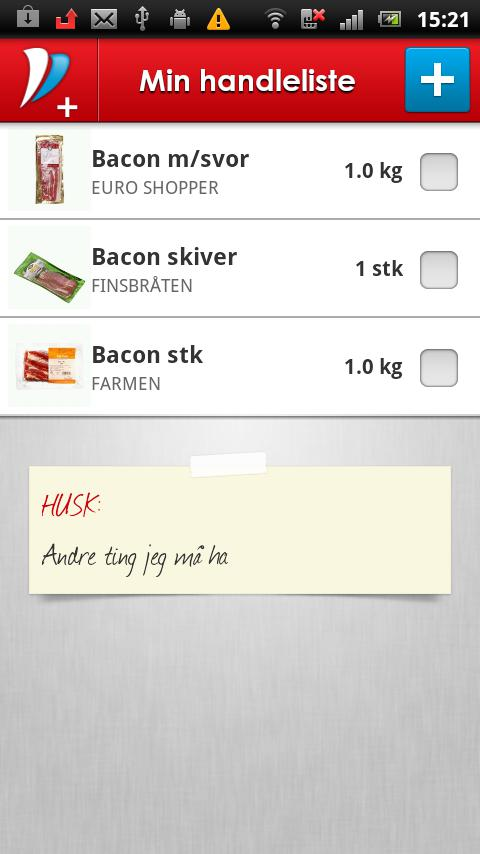 15:21
Min handleliste
Bacon m/svor
EURO SHOPPER
1.0 kg
Bacon skiver
FINSBRÅTEN
1 stk
Bacon stk
FARMEN
1.0 kg
HUSK:
Andre ting jeg må ha